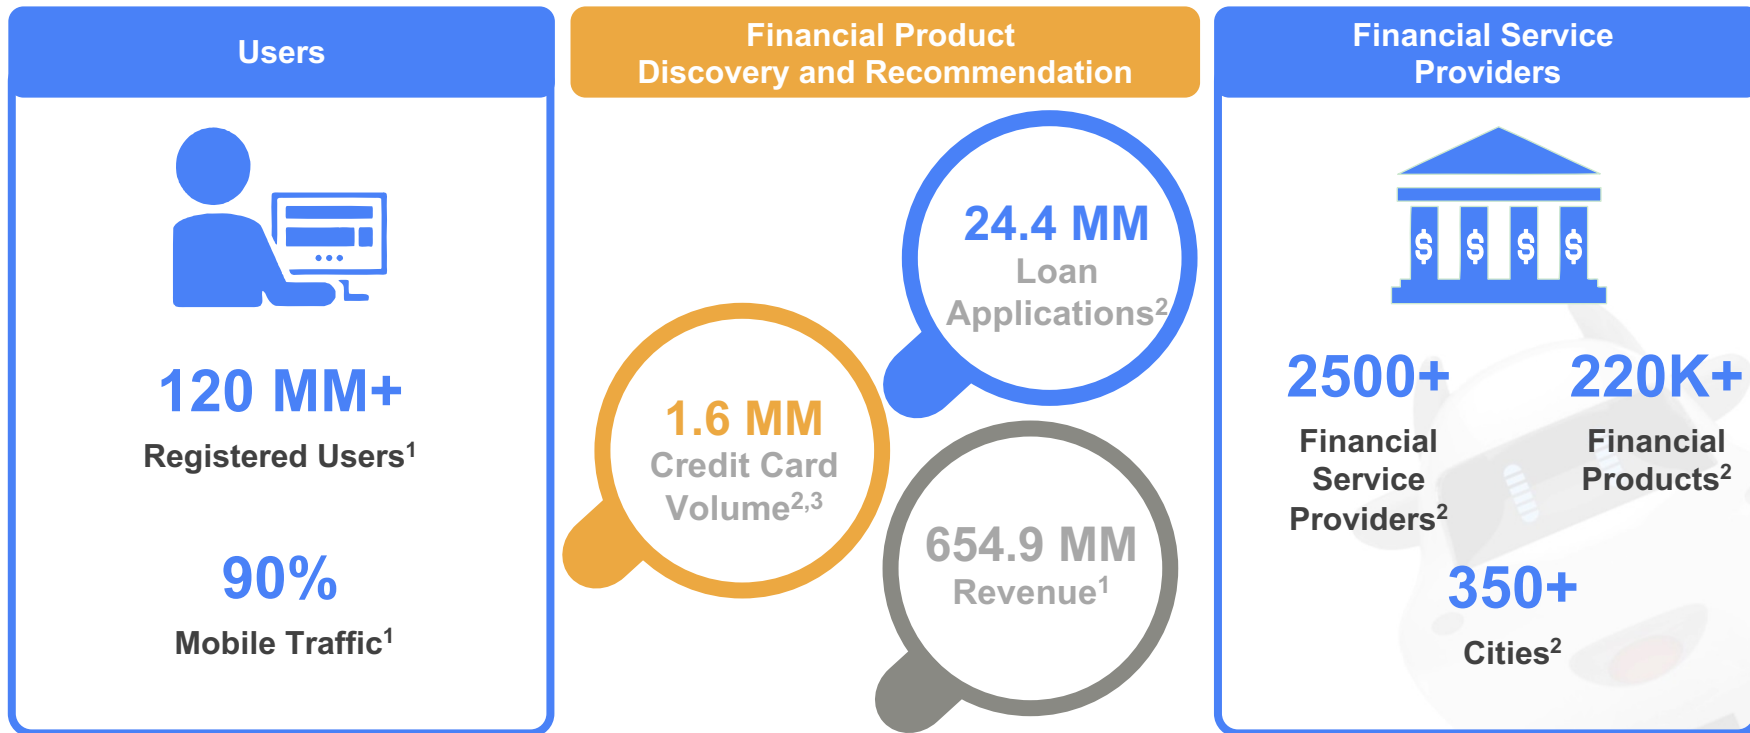 Users
120 MM+
Registered Users1
90%
Mobile Traffic1
Financial Product
Discovery and Recommendation
24.4 MM
Loan
Applications2
1.6 MM
Credit Card
Volume2,3
654.9 MM
Revenue1
Financial Service
Providers
$ $ $ $
2500+
Financial
Service
Providers2
220K+
Financial
Products2
350+
Cities2